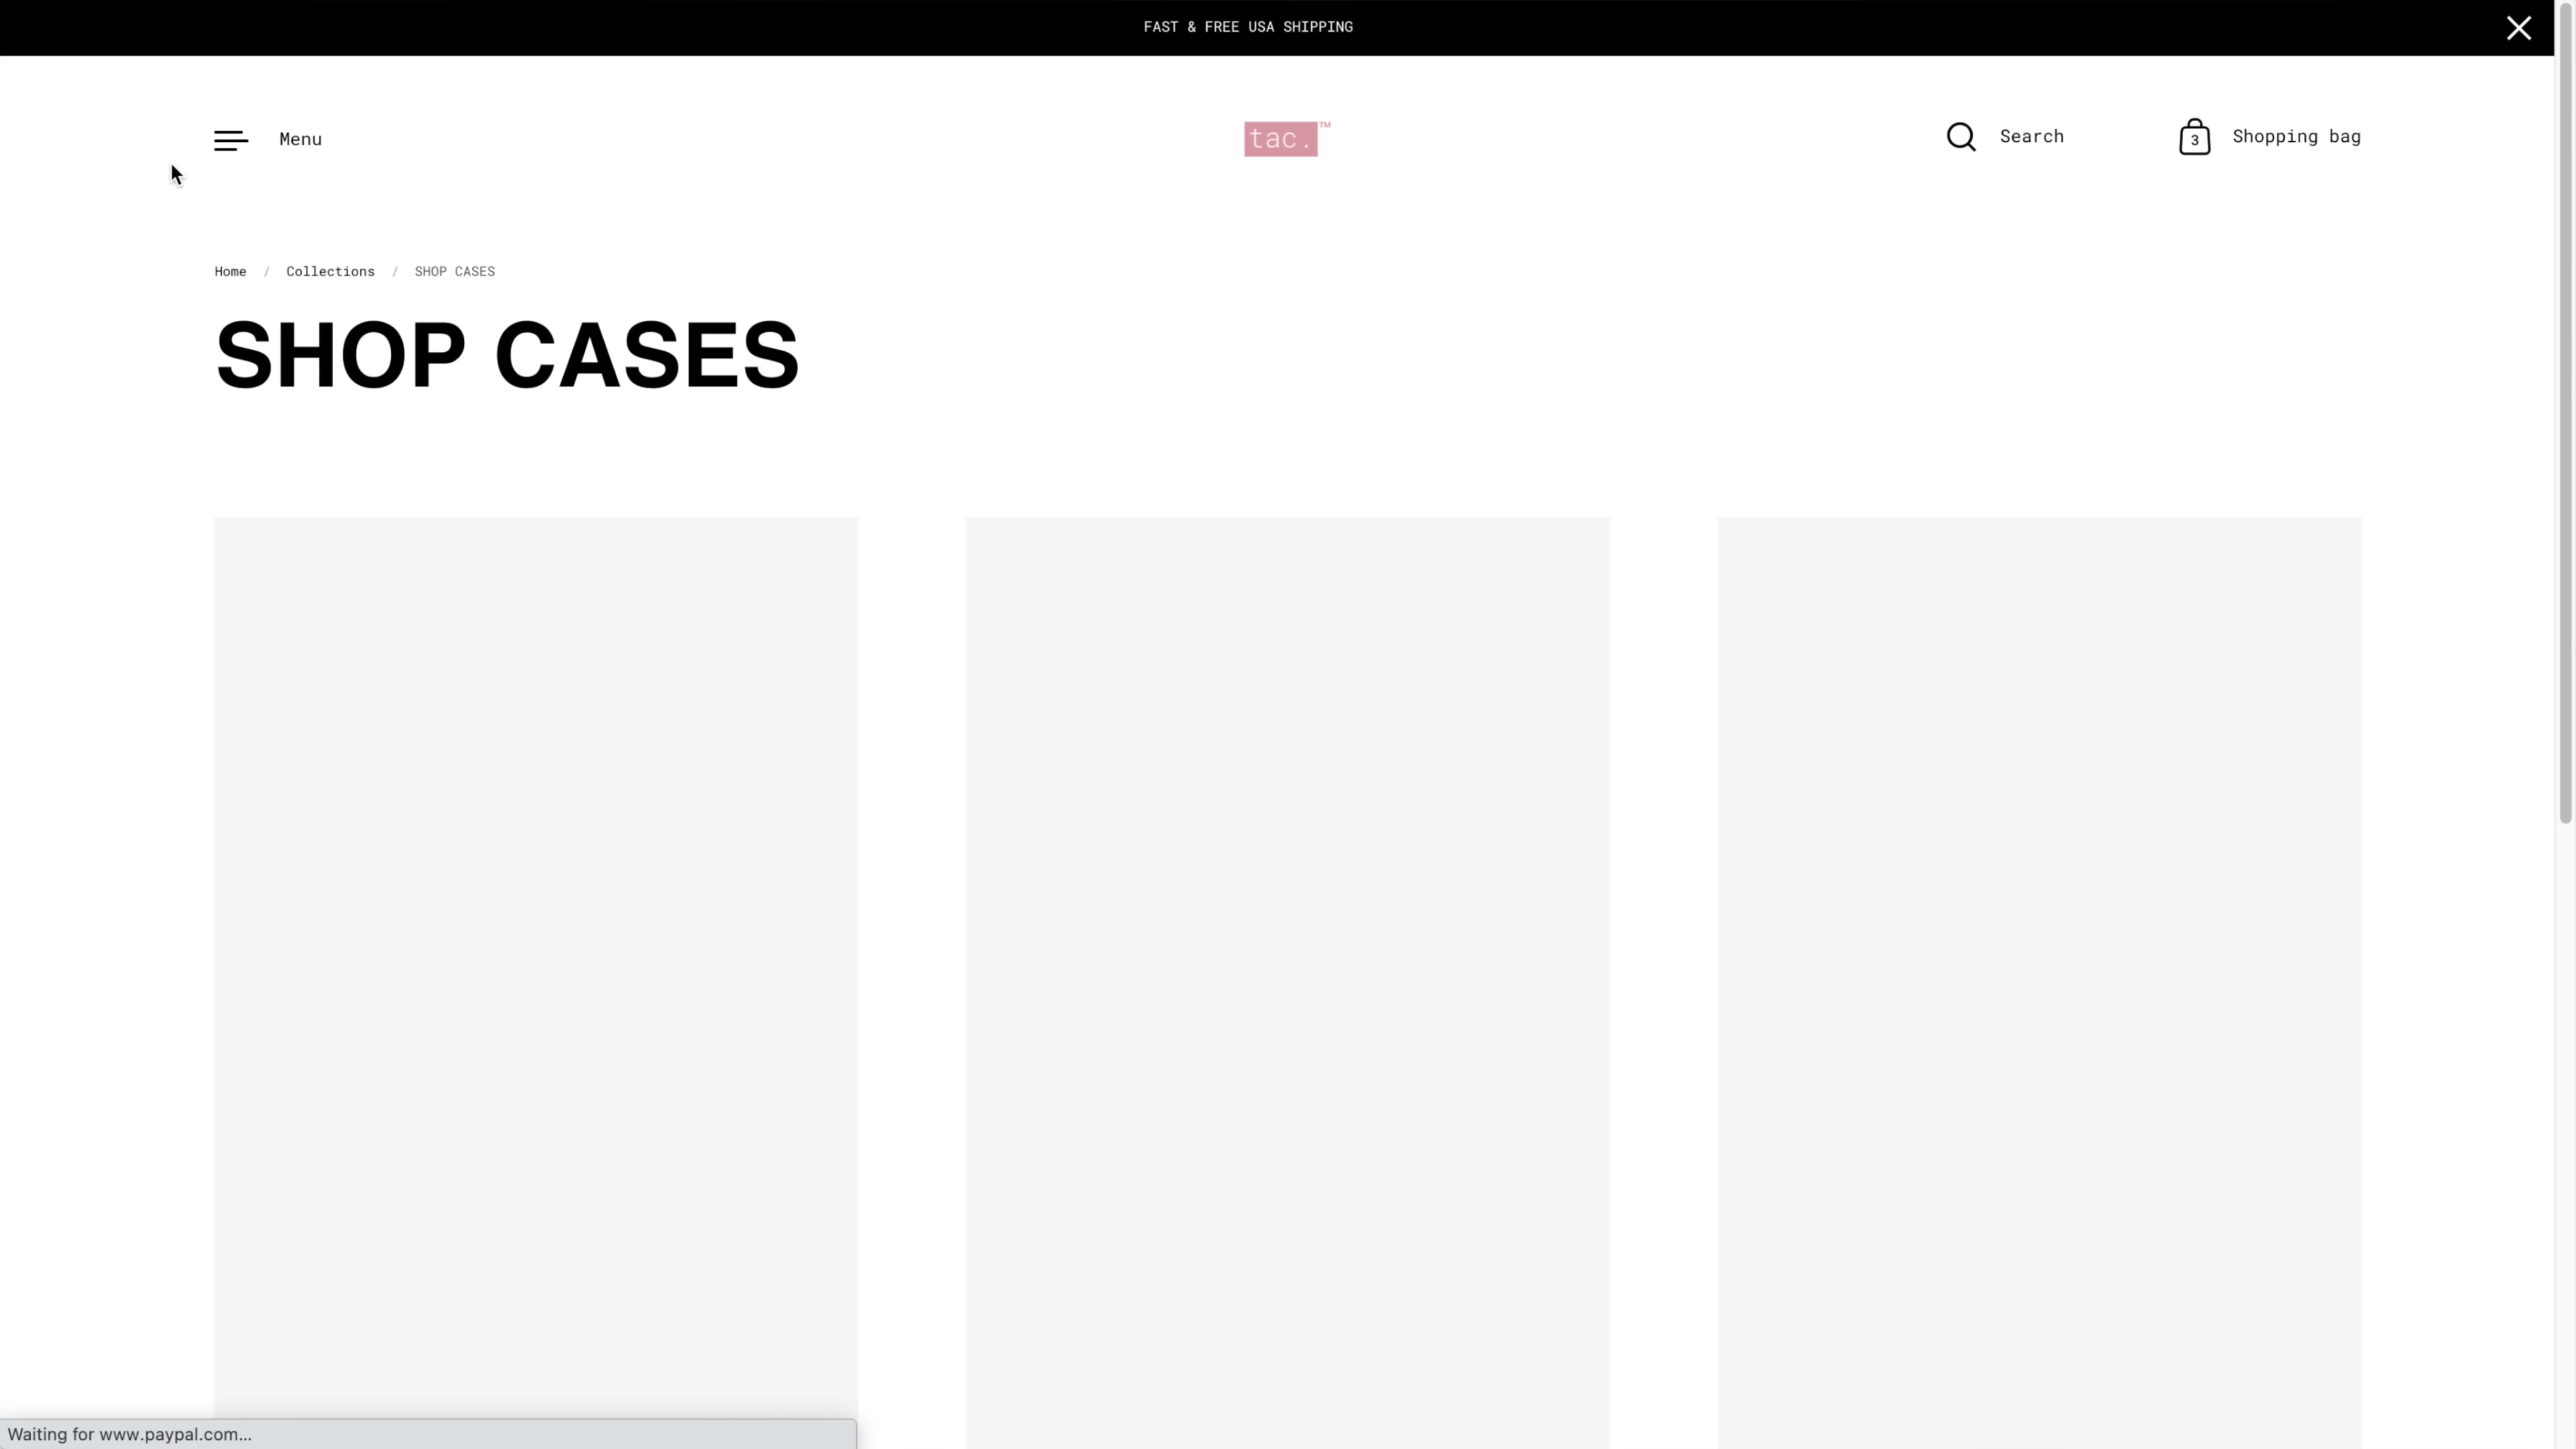 FAST & FREE USA SHIPPING
Menu
tac.™
Search
3
Shopping bag
Home / Collections / SHOP CASES
SHOP CASES
Waiting for www.paypal.com...